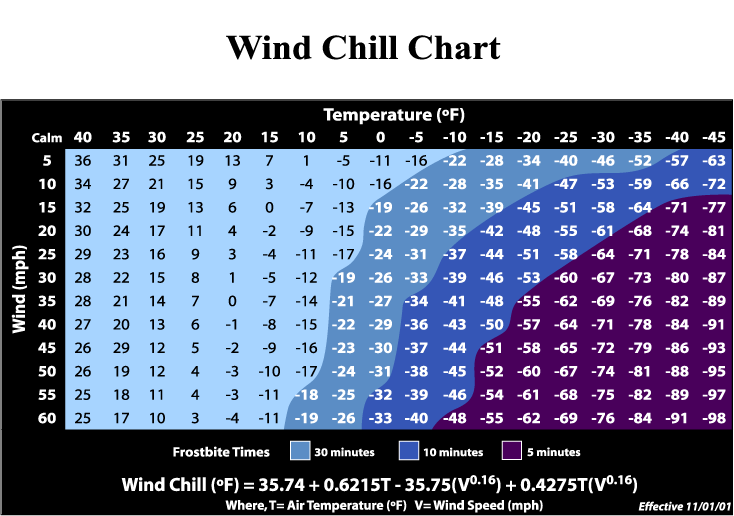 Wind Chill Chart
Temperature (ºF)
Calm 40 35 30 25 20 15 10 5 0 -5 -10 -15 -20 -25 -30 -35 -40 -45
5 36 31 25 19 13 7 1 -5 -11 -16 -22 -28 -34 -40 -46 -52 -57 -63
10 34 27 21 15 9 3 -4 -10 -16 -22 -28 -35 -41 -47 -53 -59 -66 -72
15 32 25 19 13 6 0 -7 -13 -19 -26 -32 -39 -45 -51 -58 -64 -71 -77
20 30 24 17 11 4 -2 -9 -15 -22 -29 -35 -42 -48 -55 -61 -68 -74 -81
25 29 23 16 9 3 -4 -11 -17 -24 -31 -37 -44 -51 -58 -64 -71 -78 -84
30 28 22 15 8 1 -5 -12 -19 -26 -33 -39 -46 -53 -60 -67 -73 -80 -87
35 28 21 14 7 0 -7 -14 -21 -27 -34 -41 -48 -55 -62 -69 -76 -82 -89
40 27 20 13 6 -1 -8 -15 -22 -29 -36 -43 -50 -57 -64 -71 -78 -84 -91
45 26 29 12 5 -2 -9 -16 -23 -30 -37 -44 -51 -58 -65 -72 -79 -86 -93
50 26 19 12 4 -3 -10 -17 -24 -31 -38 -45 -52 -60 -67 -74 -81 -88 -95
55 25 18 11 4 -3 -11 -18 -25 -32 -39 -46 -54 -61 -68 -75 -82 -89 -97
60 25 17 10 3 -4 -11 -19 -26 -33 -40 -48 -55 -62 -69 -76 -84 -91 -98
Wind (mph)
Frostbite Times 30 minutes 10 minutes 5 minutes
Wind Chill (ºF) = 35.74 + 0.6215T - 35.75(V0.16) + 0.4275T(V0.16)
Where, T= Air Temperature (ºF) V= Wind Speed (mph)
Effective 11/01/01